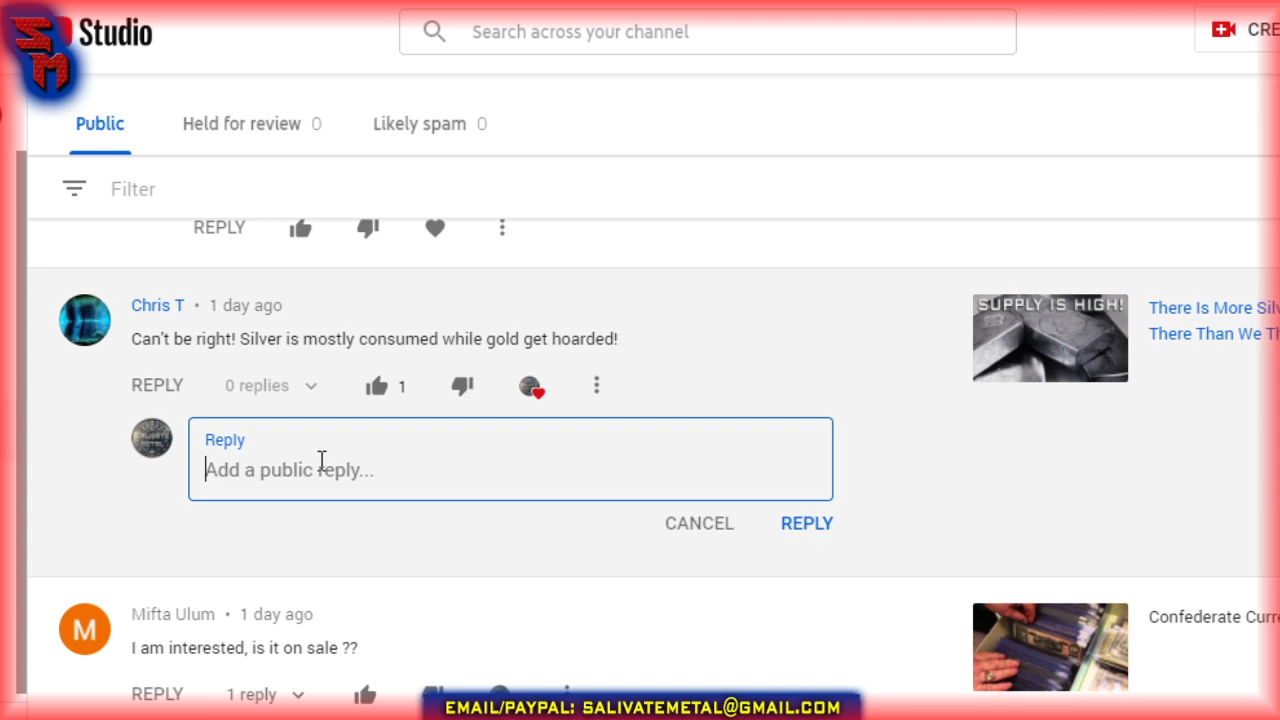 SM
Studio
Search across your channel
CRE
Public
Held for review 0
Likely spam 0
Filter
REPLY
Chris T • 1 day ago
Can't be right! Silver is mostly consumed while gold get hoarded!
REPLY
0 replies
1
SUPPLY IS HIGH!
There Is More Sil
There Than We T
Reply
Add a public reply...
CANCEL
REPLY
M
Mifta Ulum • 1 day ago
I am interested, is it on sale ??
REPLY
1 reply
Confederate Curr
EMAIL/PAYPAL: SALIVATEMETAL@GMAIL.COM